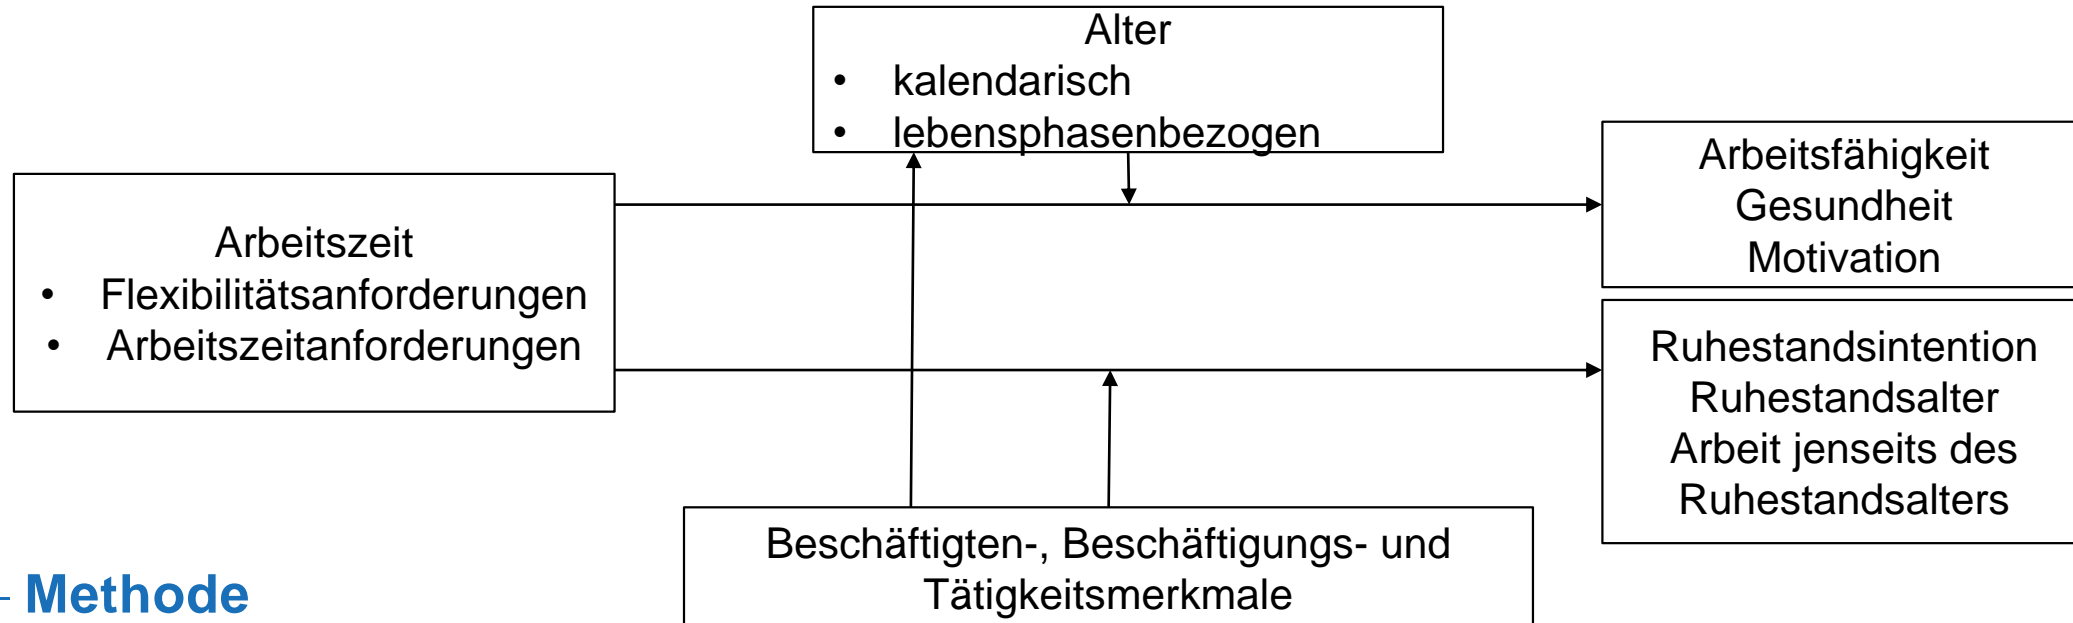 Alter
• kalendarisch
• lebensphasenbezogen
Arbeitszeit
• Flexibilitätsanforderungen
• Arbeitszeitanforderungen
Arbeitsfähigkeit
Gesundheit
Motivation
Ruhestandsintention
Ruhestandsalter
Arbeit jenseits des
Ruhestandsalters
Beschäftigten-, Beschäftigungs- und
Tätigkeitsmerkmale
Methode